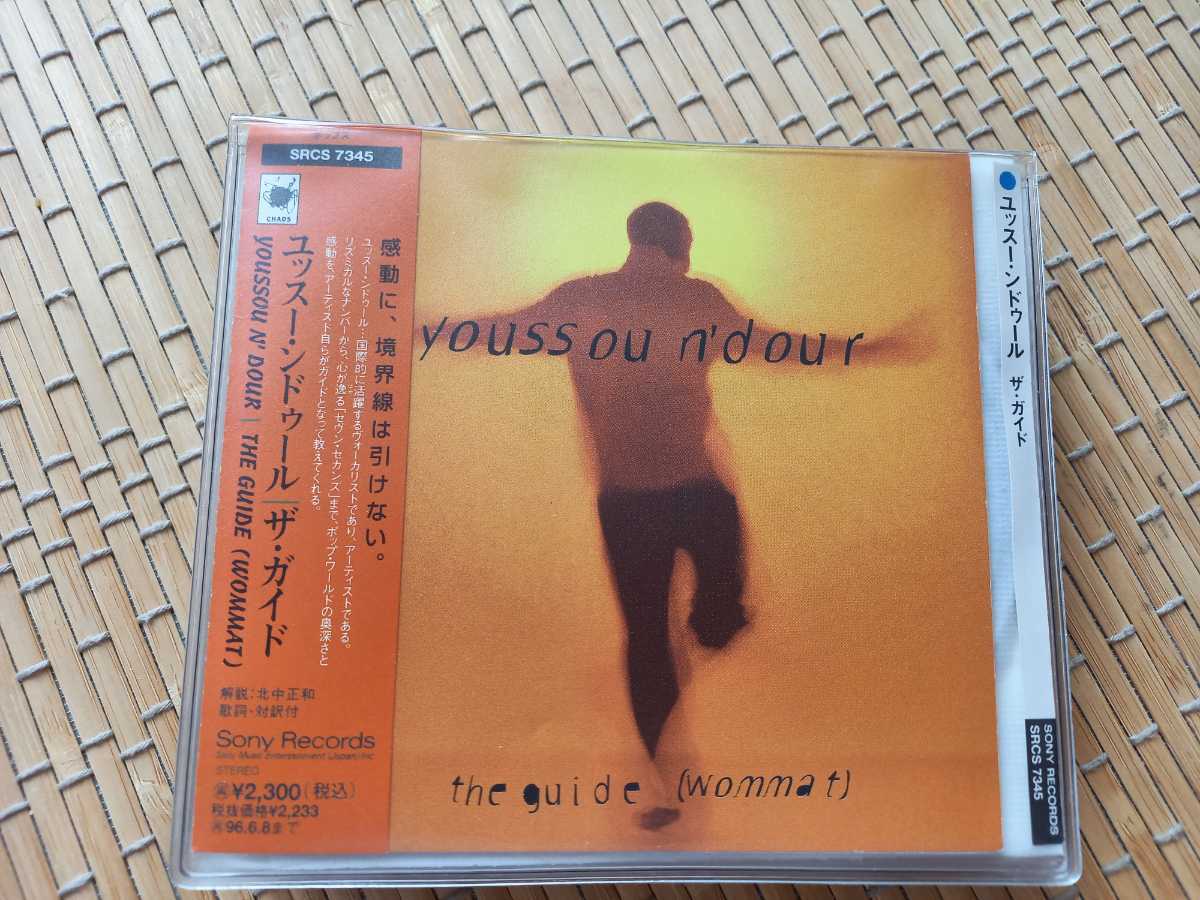 SRCS 7345
CHAOS
感動に、境界線は引けない。
ユッスー・ンドゥール…国際的に活躍するヴォーカリストであり、アーティストである。
リズミカルなナンバーから、心が逸る「セヴン・セカンズ」まで、ポップ・ワールドの奥深さと
感動を、アーティスト自らがガイドとなって教えてくれる。
ユッスー・ンドゥール|ザ・ガイド
YOUSSOU N' DOUR | THE GUIDE (WOMMAT)
解説:北中正和
歌詞・対訳付
Sony Records
Sony Music Entertainment (Japan) Inc.
STEREO
¥2,300(税込)
税抜価格¥2,233
96.6.8まで
youssou n'dour
the guide (wommat)
●ユッスー・ンドゥール ザ・ガイド
SONY RECORDS
SRCS 7345